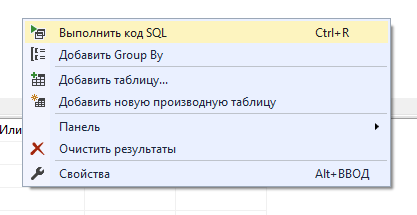 Выполнить код SQL Ctrl+R
Добавить Group By
Добавить таблицу...
Добавить новую производную таблицу
Или
Панель
Очистить результаты
Свойства Alt+ВВОД